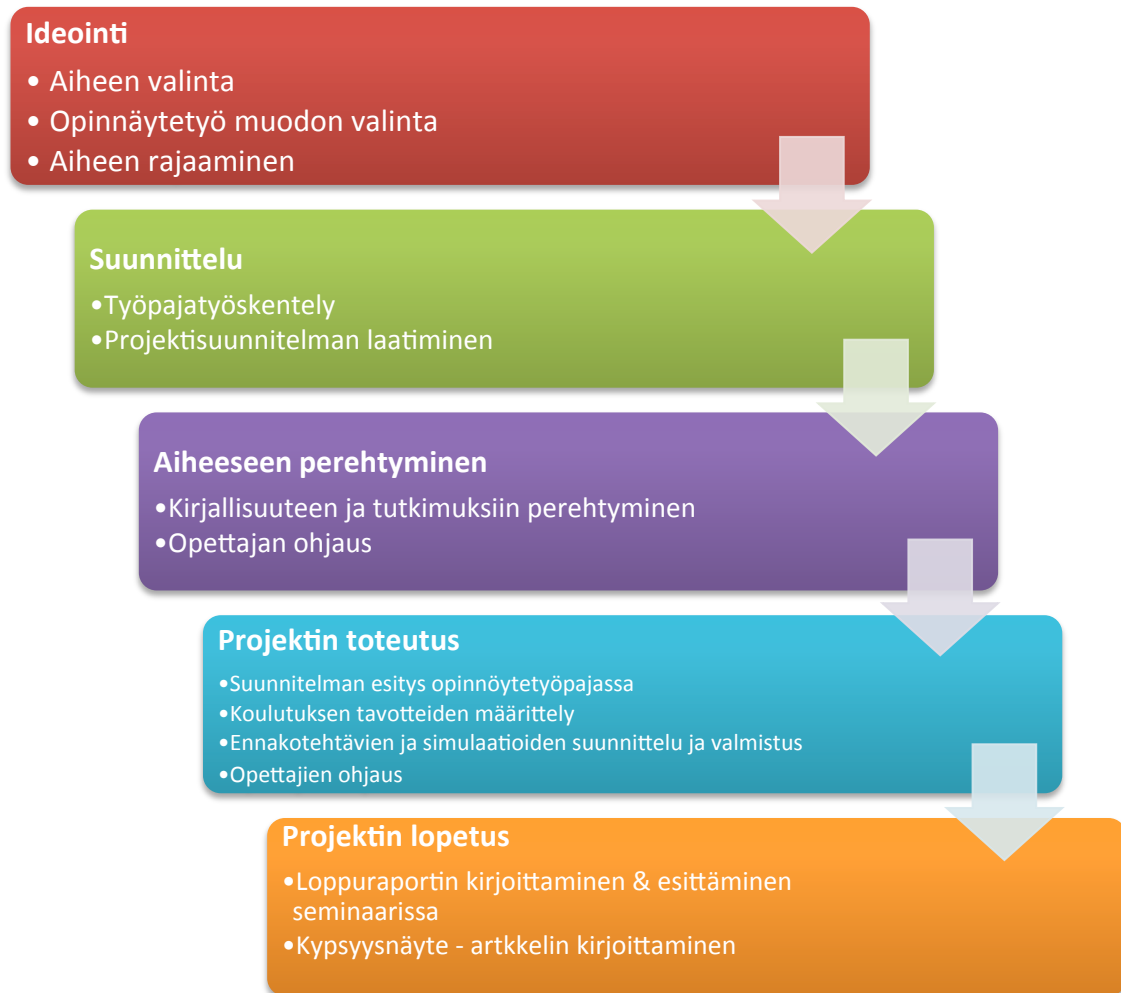 Ideointi
• Aiheen valinta
• Opinnäytetyö muodon valinta
• Aiheen rajaaminen
Suunnittelu
•Työpajatyöskentely
•Projektisuunnitelman laatiminen
Aiheeseen perehtyminen
•Kirjallisuuteen ja tutkimuksiin perehtyminen
•Opettajan ohjaus
Projektin toteutus
•Suunnitelman esitys opinnöytetyöpajassa
•Koulutuksen tavotteiden määrittely
•Ennakotehtävien ja simulaatioiden suunnittelu ja valmistus
•Opettajien ohjaus
Projektin lopetus
•Loppuraportin kirjoittaminen & esittäminen
seminaarissa
•Kypsyysnäyte - artkkelin kirjoittaminen